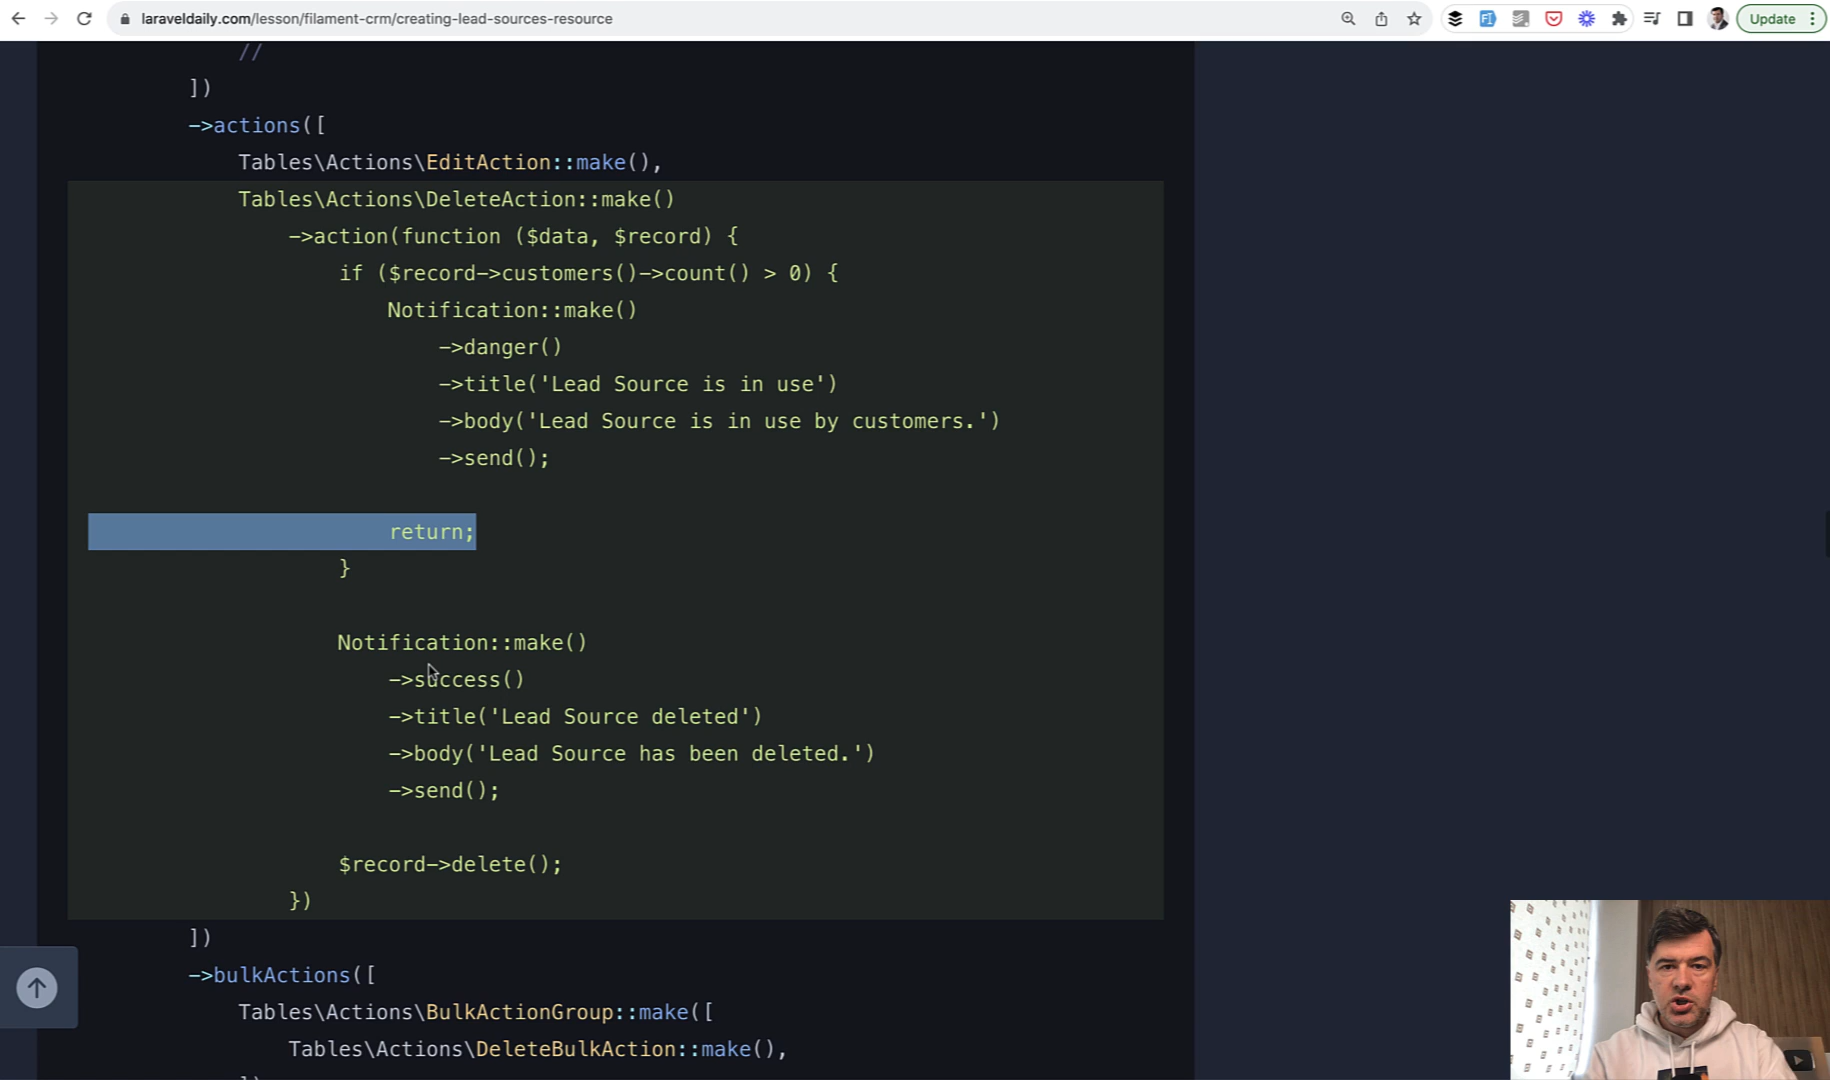 laraveldaily.com/lesson/filament-crm/creating-lead-sources-resource
Update
//
])
->actions([
Tables\Actions\EditAction::make(),
Tables\Actions\DeleteAction::make()
->action(function ($data, $record) {
if ($record->customers()->count() > 0) {
Notification::make()
->danger()
->title('Lead Source is in use')
->body('Lead Source is in use by customers.')
->send();
return;
}
Notification::make()
->success()
->title('Lead Source deleted')
->body('Lead Source has been deleted.')
->send();
$record->delete();
})
])
->bulkActions([
Tables\Actions\BulkActionGroup::make([
Tables\Actions\DeleteBulkAction::make(),